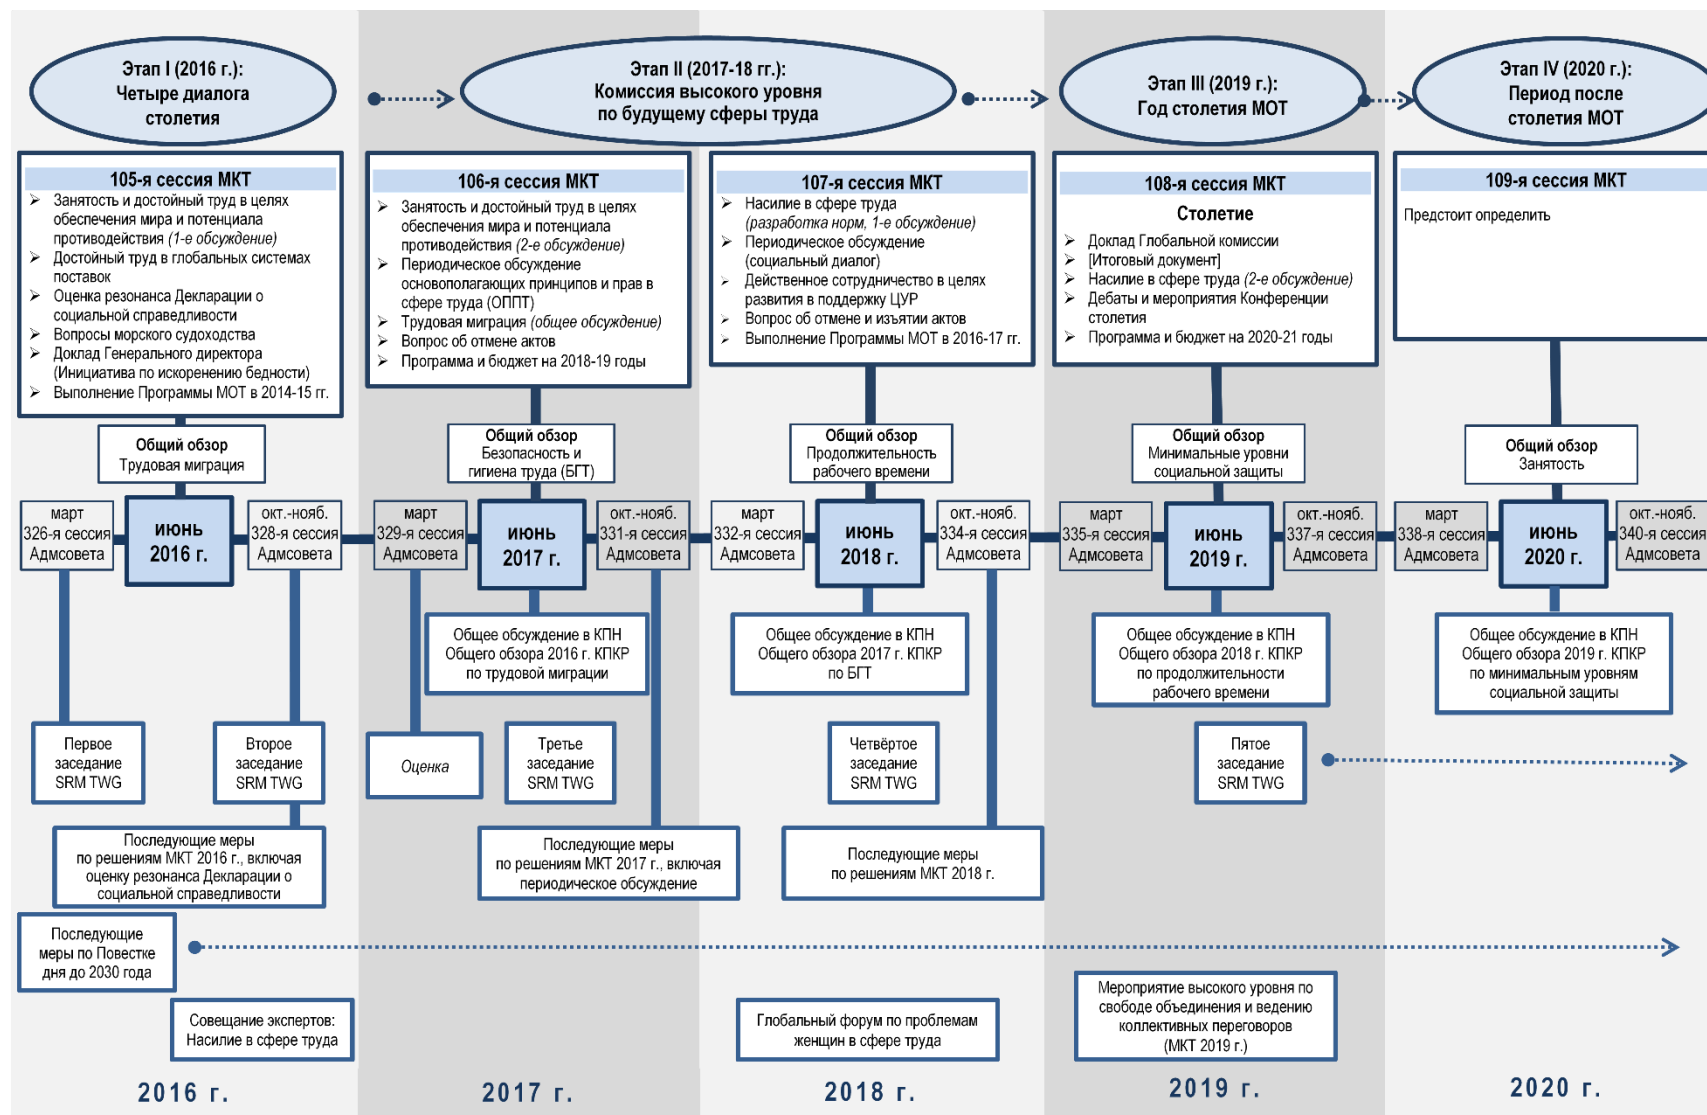 Этап I (2016 г.):
Четыре диалога
столетия
Этап II (2017-18 гг.):
Комиссия высокого уровня
по будущему сферы труда
Этап III (2019 г.):
Год столетия МОТ
Этап IV (2020 г.):
Период после
столетия МОТ
105-я сессия МКТ
Занятость и достойный труд в целях
обеспечения мира и потенциала
противодействия (1-е обсуждение)
Достойный труд в глобальных системах
поставок
Оценка резонанса Декларации о
социальной справедливости
Вопросы морского судоходства
Доклад Генерального директора
(Инициатива по искоренению бедности)
Выполнение Программы МОТ в 2014-15 гг.
106-я сессия МКТ
Занятость и достойный труд в целях
обеспечения мира и потенциала
противодействия (2-е обсуждение)
Периодическое обсуждение
основополагающих принципов и прав в
сфере труда (ОППТ)
Трудовая миграция (общее обсуждение)
Вопрос об отмене актов
Программа и бюджет на 2018-19 годы
107-я сессия МКТ
Насилие в сфере труда
(разработка норм, 1-е обсуждение)
Периодическое обсуждение
(социальный диалог)
Действенное сотрудничество в целях
развития в поддержку ЦУР
Вопрос об отмене и изъятии актов
Выполнение Программы МОТ в 2016-17 гг.
108-я сессия МКТ
Столетие
Доклад Глобальной комиссии
[Итоговый документ]
Насилие в сфере труда (2-е обсуждение)
Дебаты и мероприятия Конференции
столетия
Программа и бюджет на 2020-21 годы
109-я сессия МКТ
Предстоит определить
Общий обзор
Трудовая миграция
Общий обзор
Безопасность и
гигиена труда (БГТ)
Общий обзор
Продолжительность
рабочего времени
Общий обзор
Минимальные уровни
социальной защиты
Общий обзор
Занятость
март
326-я сессия
Адмсовета
июнь
2016 г.
окт.-нояб.
328-я сессия
Адмсовета
март
329-я сессия
Адмсовета
июнь
2017 г.
окт.-нояб.
331-я сессия
Адмсовета
март
332-я сессия
Адмсовета
июнь
2018 г.
окт.-нояб.
334-я сессия
Адмсовета
март
335-я сессия
Адмсовета
июнь
2019 г.
окт.-нояб.
337-я сессия
Адмсовета
март
338-я сессия
Адмсовета
июнь
2020 г.
окт.-нояб.
340-я сессия
Адмсовета
Общее обсуждение в КПН
Общего обзора 2016 г. КПКР
по трудовой миграции
Общее обсуждение в КПН
Общего обзора 2017 г. КПКР
по БГТ
Общее обсуждение в КПН
Общего обзора 2018 г. КПКР
по продолжительности
рабочего времени
Общее обсуждение в КПН
Общего обзора 2019 г. КПКР
по минимальным уровням
социальной защиты
Первое
заседание
SRM TWG
Второе
заседание
SRM TWG
Оценка
Третье
заседание
SRM TWG
Четвёртое
заседание
SRM TWG
Пятое
заседание
SRM TWG
Последующие меры
по решениям МКТ 2016 г., включая
оценку резонанса Декларации о
социальной справедливости
Последующие меры
по решениям МКТ 2017 г., включая
периодическое обсуждение
Последующие меры
по решениям МКТ 2018 г.
Последующие
меры по Повестке
дня до 2030 года
Совещание экспертов:
Насилие в сфере труда
Глобальный форум по проблемам
женщин в сфере труда
Мероприятие высокого уровня по
свободе объединения и ведению
коллективных переговоров
(МКТ 2019 г.)
2016 г.
2017 г.
2018 г.
2019 г.
2020 г.